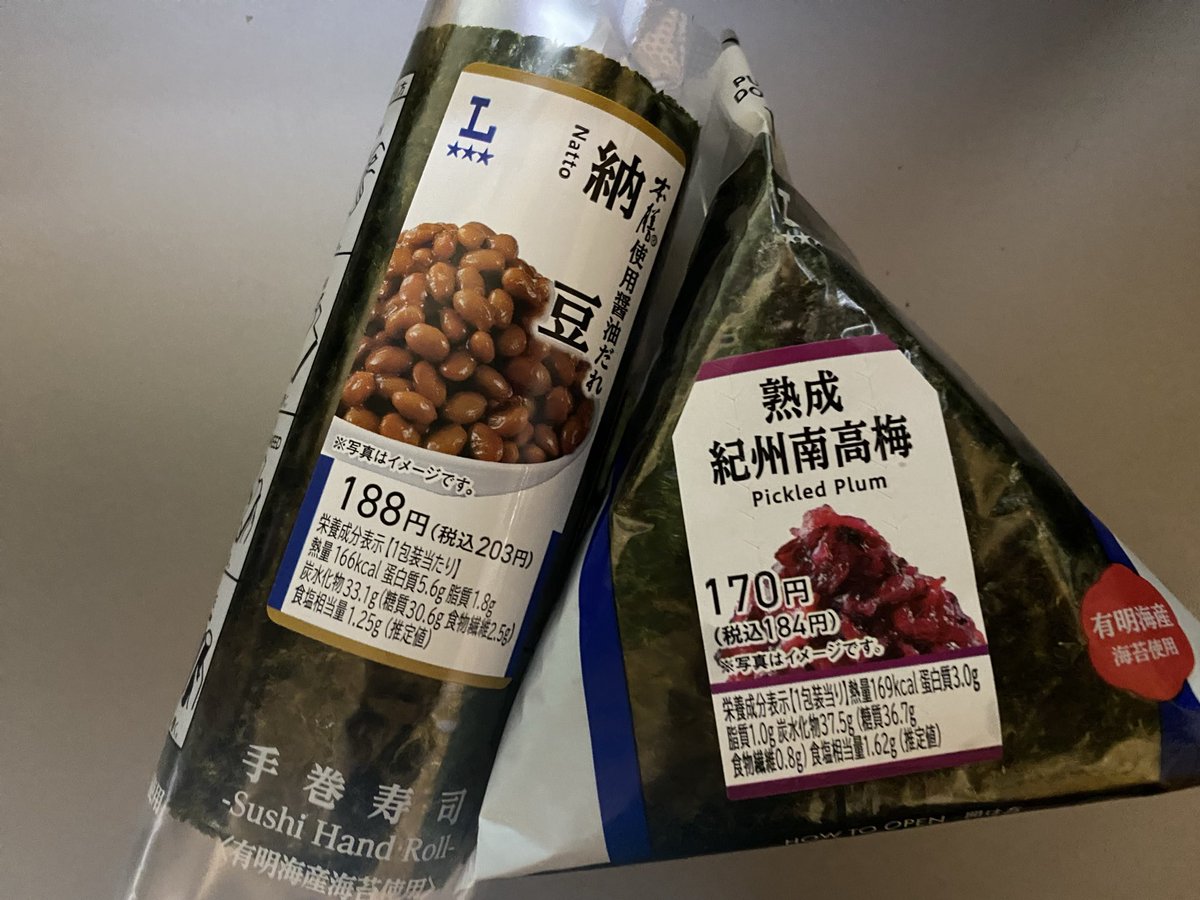 L
Natto
本膳®使用醤油だれ
納豆
※写真はイメージです。
188円(税込203円)
栄養成分表示【1包装当たり】
熱量166kcal 蛋白質5.6g 脂質1.8g
炭水化物33.1g(糖質30.6g 食物繊維2.5g)
食塩相当量1.25g(推定値)
手巻寿司
-Sushi Hand Roll-
〈有明海産海苔使用〉
熟成
紀州南高梅
Pickled Plum
170円
(税込184円)
※写真はイメージです。
栄養成分表示【1包装当り】熱量169kcal 蛋白質3.0g
脂質1.0g 炭水化物37.5g(糖質36.7g
食物繊維0.8g) 食塩相当量1.62g(推定値)
有明海産
海苔使用
HOW TO OPEN